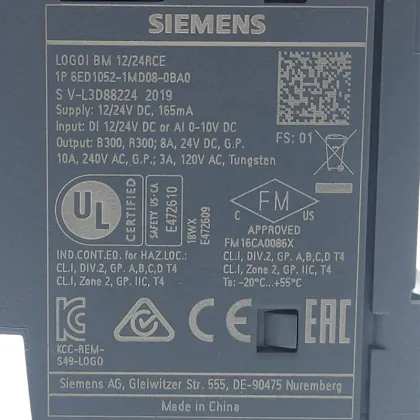 SIEMENS
LOGO! BM 12/24RCE
1P 6ED1052-1MD08-0BA0
S V-L3D88224 2019
Supply: 12/24V DC, 165mA
Input: DI 12/24V DC or AI 0-10V DC
Output: B300, R300; 8A, 24V DC, G.P.;
10A, 240V AC, G.P.; 3A, 120V AC, Tungsten
FS: 01
UL
CERTIFIED
SAFETY US-CA
E472610
18WX
E472609
FM
C US
APPROVED
FM16CA0086X
IND.CONT.EQ. for HAZ.LOC.:
CL.I, DIV.2, GP. A,B,C,D T4
CL.I, Zone 2, GP. IIC, T4
CL.I, DIV.2, GP. A,B,C,D T4
CL.I, Zone 2, GP. IIC T4
Te: -20°C...+55°C
KC
CE
EAC
KCC-REM-
S49-LOGO
Siemens AG, Gleiwitzer Str. 555, DE-90475 Nuremberg
Made in China